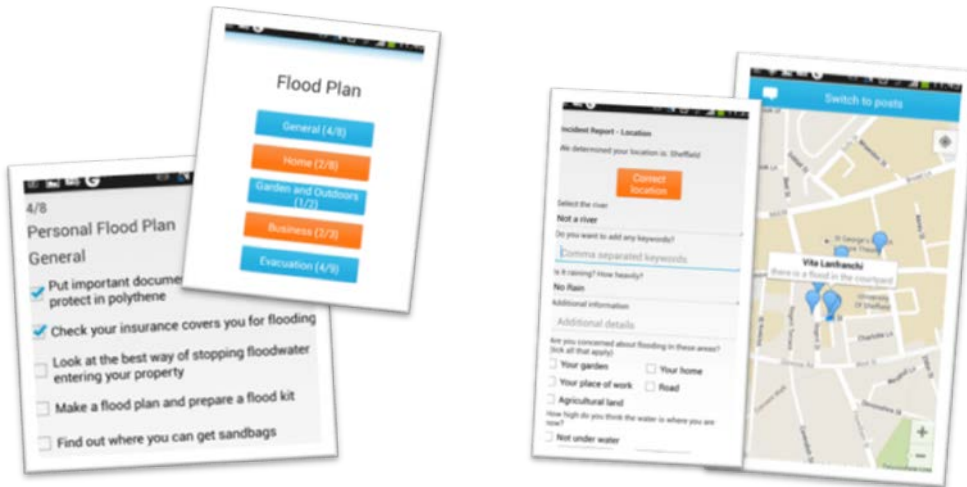 4/8
Personal Flood Plan
General
Put important docume
protect in polythene
Check your insurance covers you for flooding
Look at the best way of stopping floodwater
entering your property
Make a flood plan and prepare a flood kit
Find out where you can get sandbags
Flood Plan
General (4/8)
Home (2/8)
Garden and Outdoors
(1/2)
Business (2/3)
Evacuation (4/9)
Incident Report - Location
We determined your location is: Sheffield
Correct
location
Select the river
Not a river
Do you want to add any keywords?
Comma separated keywords
Is it raining? How heavily?
No Rain
Additional information
Additional details
Are you concerned about flooding in these areas?
(tick all that apply)
Your garden
Your home
Your place of work
Road
Agricultural land
How high do you think the water is where you are
now?
Not under water
Switch to posts
St George's
Vita Lanfranchi
there is a flood in the courtyard
University
Of Sheffield